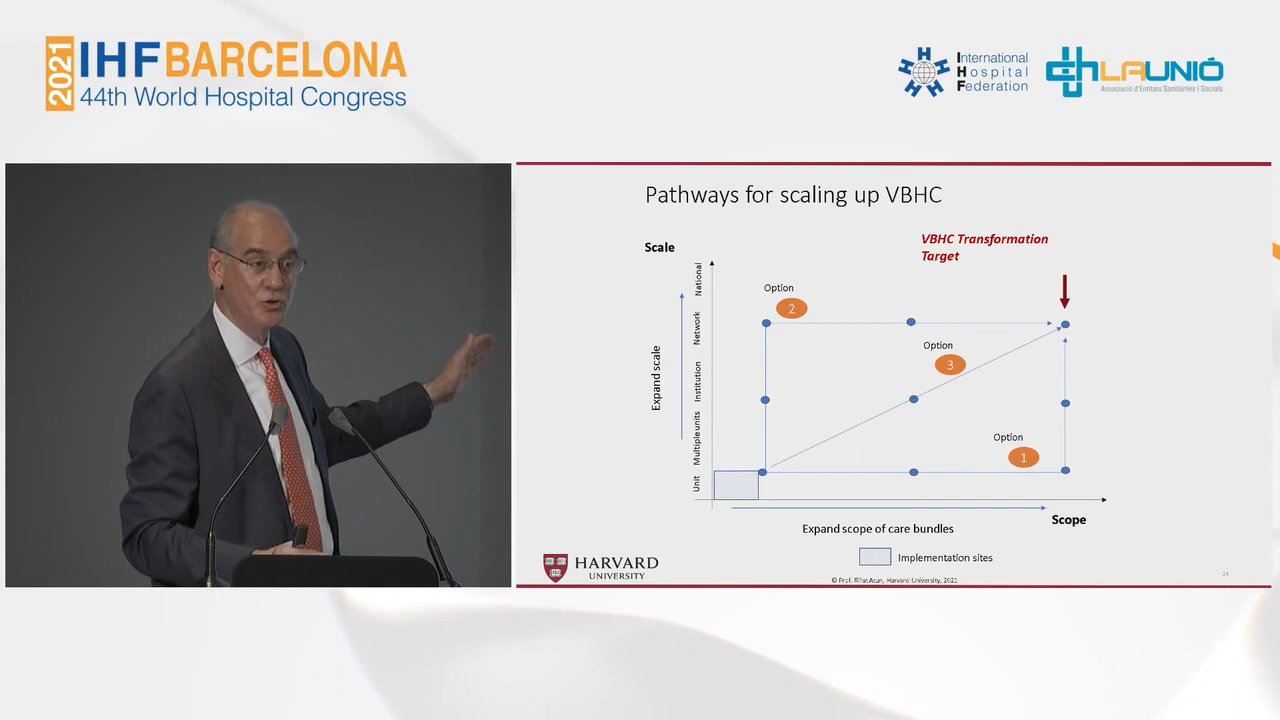 2021
IHF BARCELONA
44th World Hospital Congress
International
Hospital
Federation
LAUNIÓ
Associació d'Entitats Sanitàries i Socials
Pathways for scaling up VBHC
Scale
VBHC Transformation
Target
National
Network
Institution
Multiple units
Unit
Expand scale
Option
2
Option
3
Option
1
Scope
Expand scope of care bundles
Implementation sites
HARVARD
UNIVERSITY
© Prof. Rifat Atun, Harvard University, 2021
24